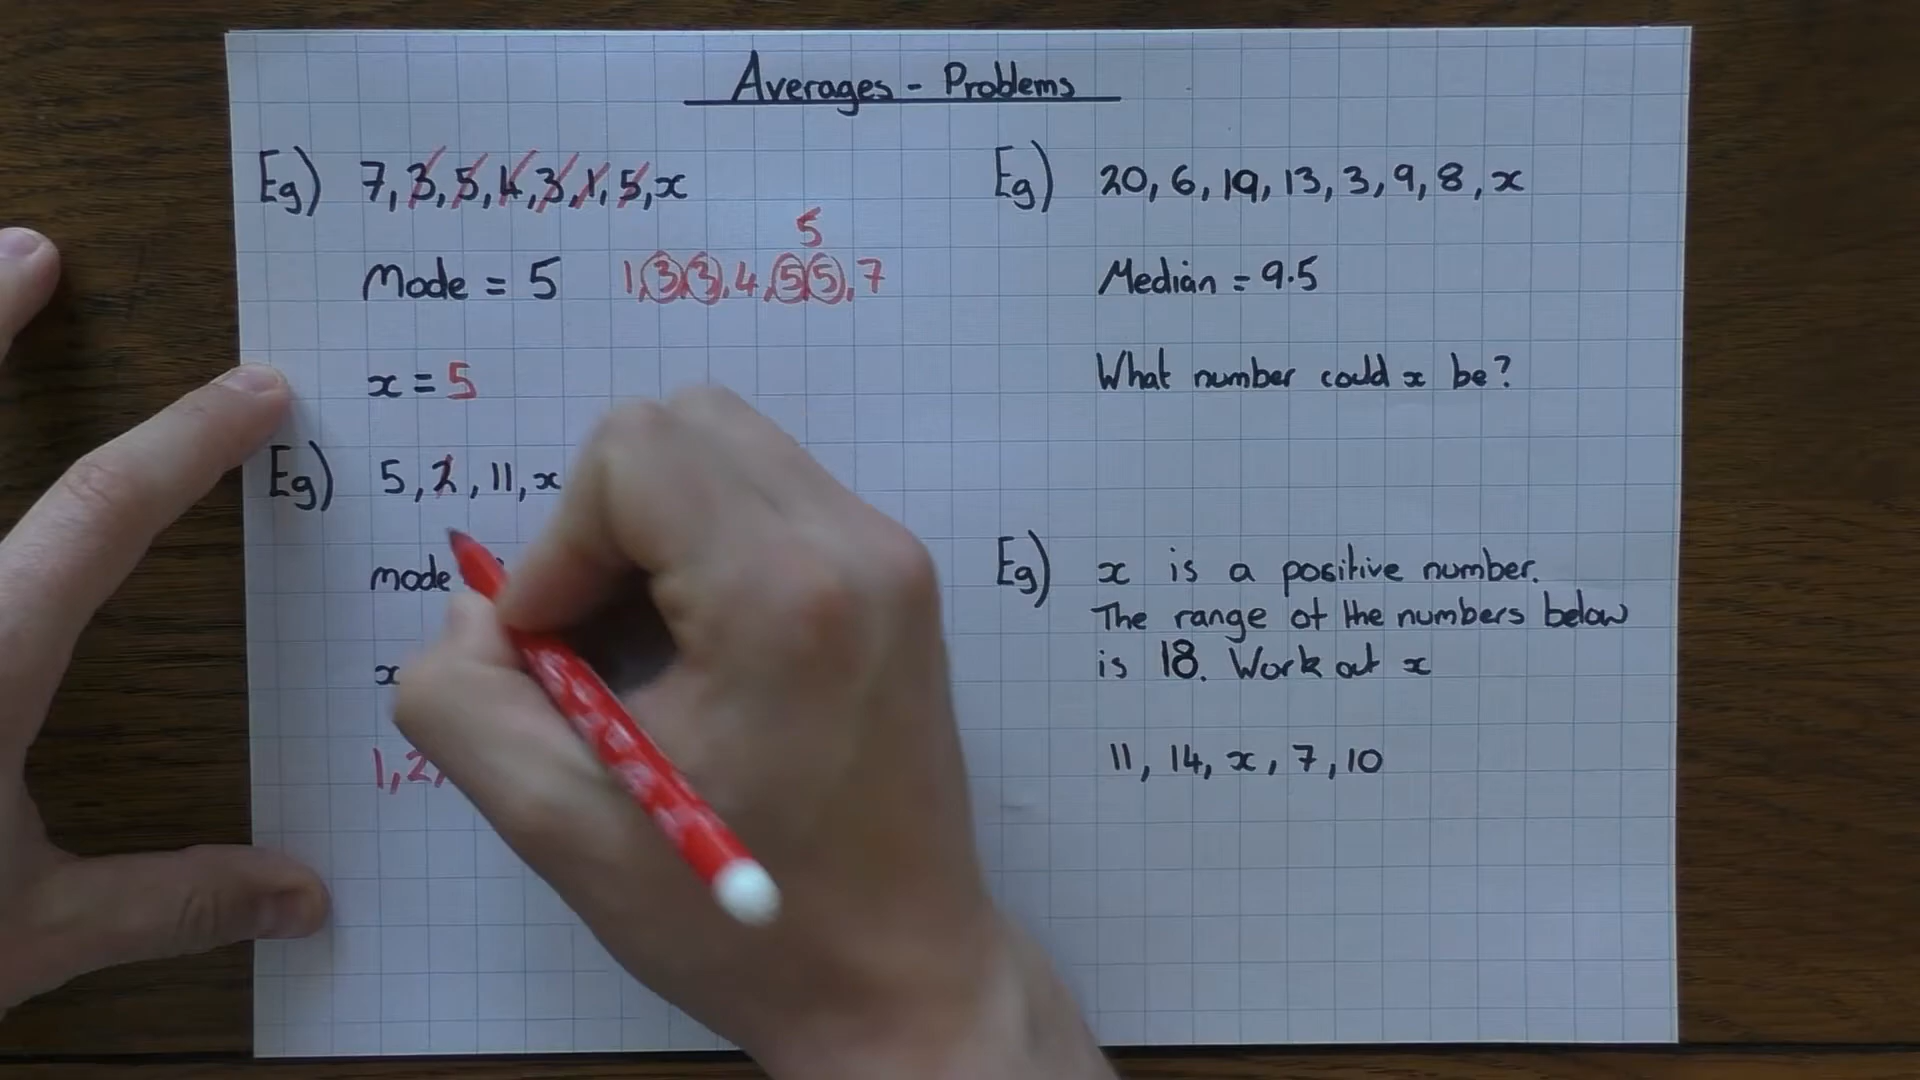 Averages - Problems
Eg) 7, 3, 5, 4, 3, 1, 5, x
5
Mode = 5 1, 3, 3, 4, 5, 5, 7
x = 5
Eg) 5, 2, 11, x
mode
x
1, 2,
Eg) 20, 6, 19, 13, 3, 9, 8, x
Median = 9.5
What number could x be?
Eg) x is a positive number.
The range of the numbers below
is 18. Work out x
11, 14, x, 7, 10